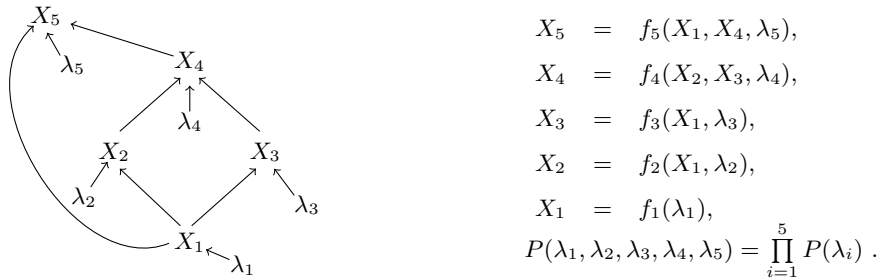 X₅
λ₅
X₄
λ₄
X₂
X₃
λ₂
λ₃
X₁
λ₁
X₅ = f₅(X₁, X₄, λ₅),
X₄ = f₄(X₂, X₃, λ₄),
X₃ = f₃(X₁, λ₃),
X₂ = f₂(X₁, λ₂),
X₁ = f₁(λ₁),
P(λ₁, λ₂, λ₃, λ₄, λ₅) = ∏⁵ᵢ₌₁ P(λᵢ) .